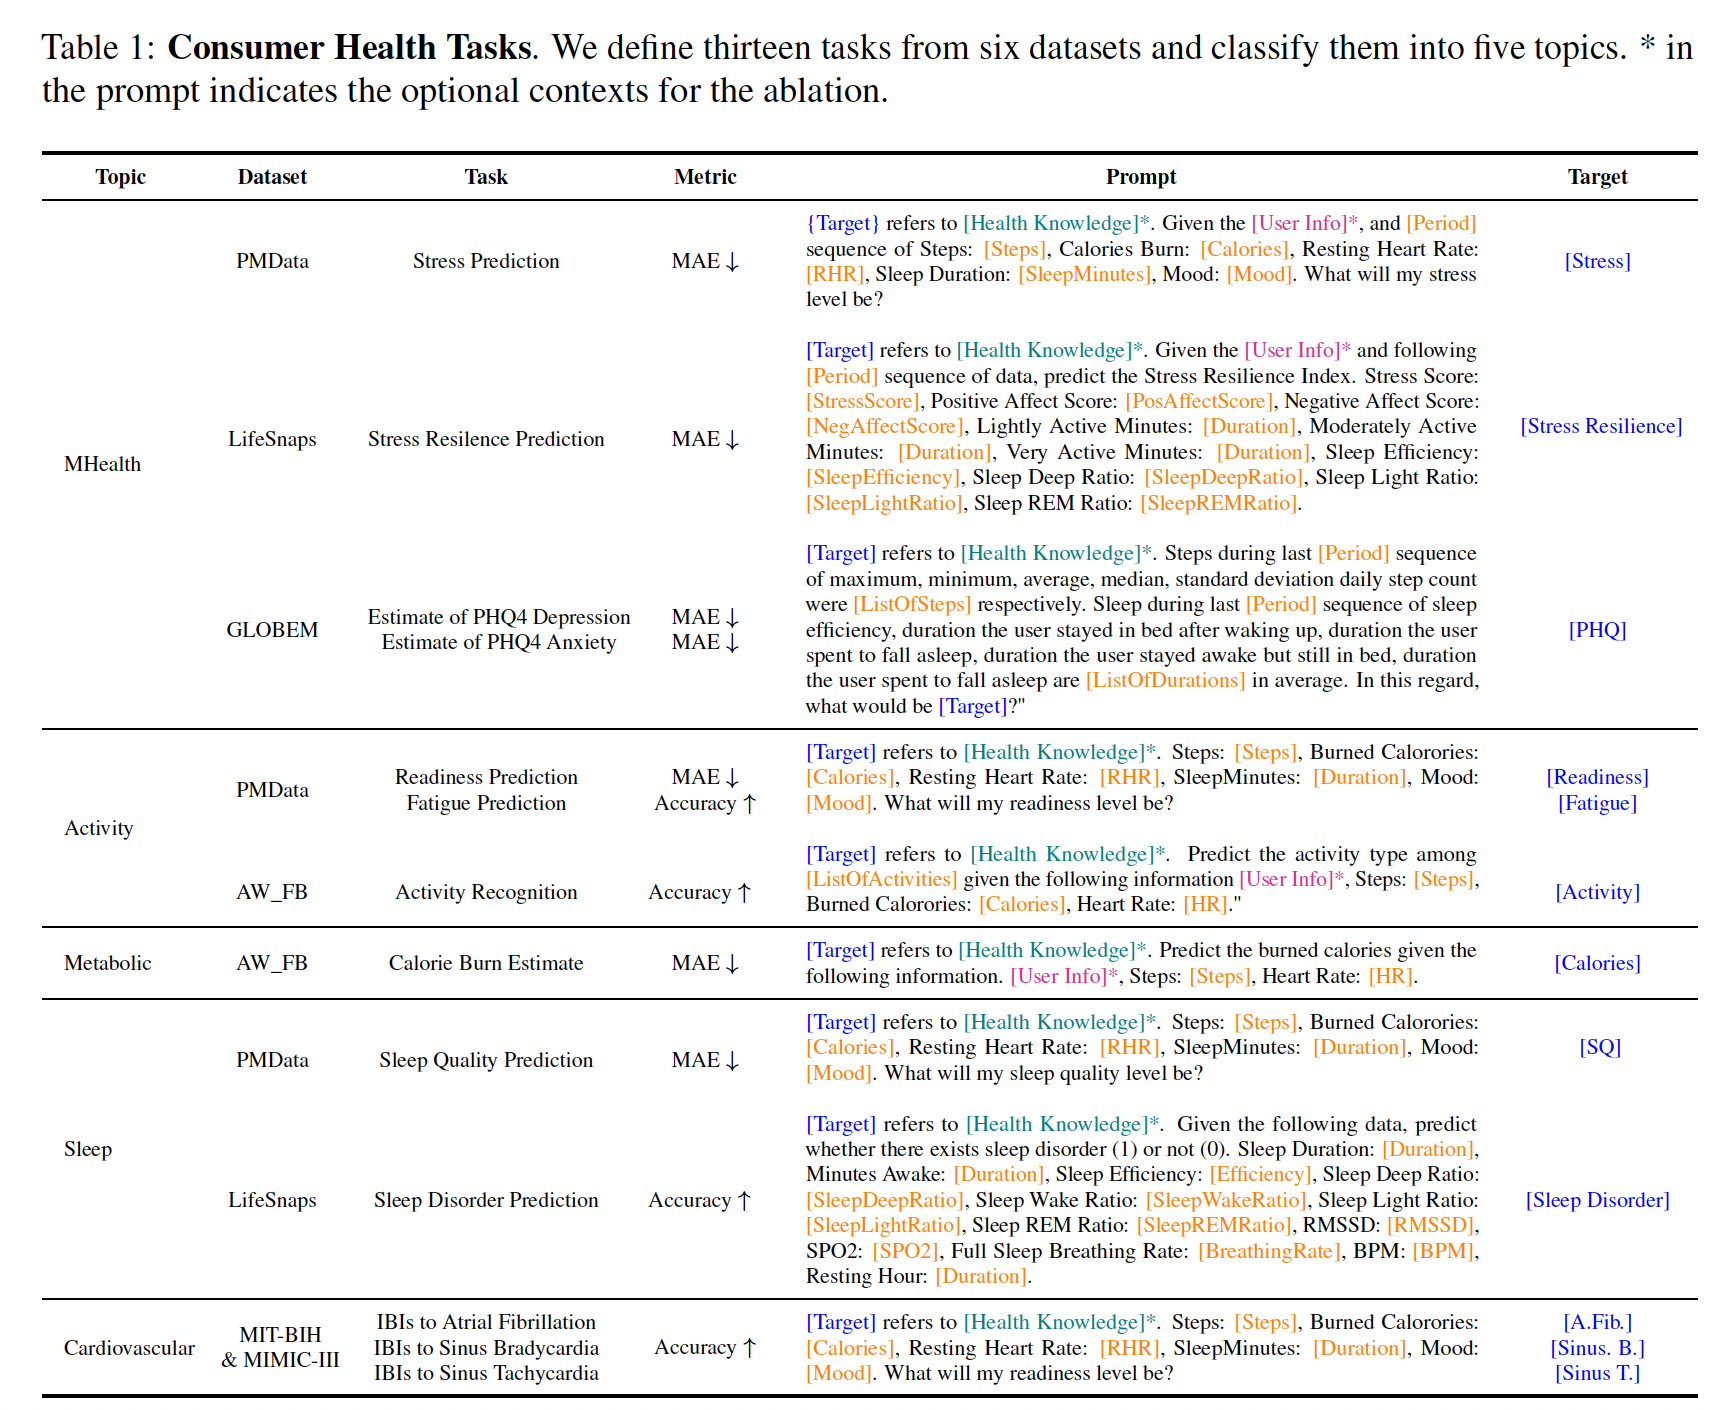 Table 1: Consumer Health Tasks. We define thirteen tasks from six datasets and classify them into five topics. * in
the prompt indicates the optional contexts for the ablation.
Topic Dataset Task Metric Prompt Target
MHealth
PMData Stress Prediction MAE ↓
{Target} refers to [Health Knowledge]*. Given the [User Info]*, and [Period]
sequence of Steps: [Steps], Calories Burn: [Calories], Resting Heart Rate:
[RHR], Sleep Duration: [SleepMinutes], Mood: [Mood]. What will my stress
level be?
[Stress]
LifeSnaps Stress Resilence Prediction MAE ↓
[Target] refers to [Health Knowledge]*. Given the [User Info]* and following
[Period] sequence of data, predict the Stress Resilience Index. Stress Score:
[StressScore], Positive Affect Score: [PosAffectScore], Negative Affect Score:
[NegAffectScore], Lightly Active Minutes: [Duration], Moderately Active
Minutes: [Duration], Very Active Minutes: [Duration], Sleep Efficiency:
[SleepEfficiency], Sleep Deep Ratio: [SleepDeepRatio], Sleep Light Ratio:
[SleepLightRatio], Sleep REM Ratio: [SleepREMRatio].
[Stress Resilience]
GLOBEM
Estimate of PHQ4 Depression MAE ↓
Estimate of PHQ4 Anxiety MAE ↓
[Target] refers to [Health Knowledge]*. Steps during last [Period] sequence
of maximum, minimum, average, median, standard deviation daily step count
were [ListOfSteps] respectively. Sleep during last [Period] sequence of sleep
efficiency, duration the user stayed in bed after waking up, duration the user
spent to fall asleep, duration the user stayed awake but still in bed, duration
the user spent to fall asleep are [ListOfDurations] in average. In this regard,
what would be [Target]?"
[PHQ]
Activity
PMData
Readiness Prediction MAE ↓
Fatigue Prediction Accuracy ↑
[Target] refers to [Health Knowledge]*. Steps: [Steps], Burned Calorories:
[Calories], Resting Heart Rate: [RHR], SleepMinutes: [Duration], Mood:
[Mood]. What will my readiness level be?
[Readiness]
[Fatigue]
AW_FB Activity Recognition Accuracy ↑
[Target] refers to [Health Knowledge]*. Predict the activity type among
[ListOfActivities] given the following information [User Info]*, Steps: [Steps],
Burned Calorories: [Calories], Heart Rate: [HR]."
[Activity]
Metabolic AW_FB Calorie Burn Estimate MAE ↓
[Target] refers to [Health Knowledge]*. Predict the burned calories given the
following information. [User Info]*, Steps: [Steps], Heart Rate: [HR].
[Calories]
Sleep
PMData Sleep Quality Prediction MAE ↓
[Target] refers to [Health Knowledge]*. Steps: [Steps], Burned Calorories:
[Calories], Resting Heart Rate: [RHR], SleepMinutes: [Duration], Mood:
[Mood]. What will my sleep quality level be?
[SQ]
LifeSnaps Sleep Disorder Prediction Accuracy ↑
[Target] refers to [Health Knowledge]*. Given the following data, predict
whether there exists sleep disorder (1) or not (0). Sleep Duration: [Duration],
Minutes Awake: [Duration], Sleep Efficiency: [Efficiency], Sleep Deep Ratio:
[SleepDeepRatio], Sleep Wake Ratio: [SleepWakeRatio], Sleep Light Ratio:
[SleepLightRatio], Sleep REM Ratio: [SleepREMRatio], RMSSD: [RMSSD],
SPO2: [SPO2], Full Sleep Breathing Rate: [BreathingRate], BPM: [BPM],
Resting Hour: [Duration].
[Sleep Disorder]
Cardiovascular
MIT-BIH
& MIMIC-III
IBIs to Atrial Fibrillation
IBIs to Sinus Bradycardia
IBIs to Sinus Tachycardia
Accuracy ↑
[Target] refers to [Health Knowledge]*. Steps: [Steps], Burned Calorories:
[Calories], Resting Heart Rate: [RHR], SleepMinutes: [Duration], Mood:
[Mood]. What will my readiness level be?
[A.Fib.]
[Sinus. B.]
[Sinus T.]